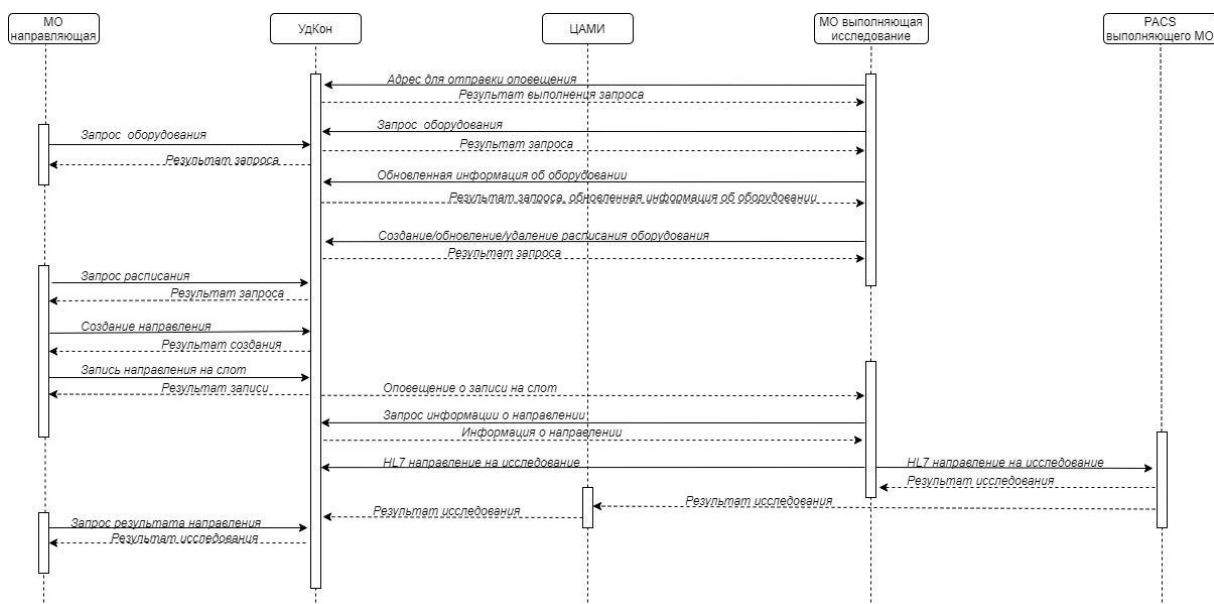 МО
направляющая
УдКон
ЦАМИ
МО выполняющая
исследование
PACS
выполняющего МО
Адрес для отправки оповещения
Результат выполнения запроса
Запрос оборудования
Запрос оборудования
Результат запроса
Результат запроса
Обновленная информация об оборудовании
Результат запроса, обновленная информация об оборудовании
Создание/обновление/удаление расписания оборудования
Результат запроса
Запрос расписания
Результат запроса
Создание направления
Результат создания
Запись направления на слот
Результат записи
Оповещение о записи на слот
Запрос информации о направлении
Информация о направлении
HL7 направление на исследование
HL7 направление на исследование
Результат исследования
Результат исследования
Результат исследования
Запрос результата направления
Результат исследования